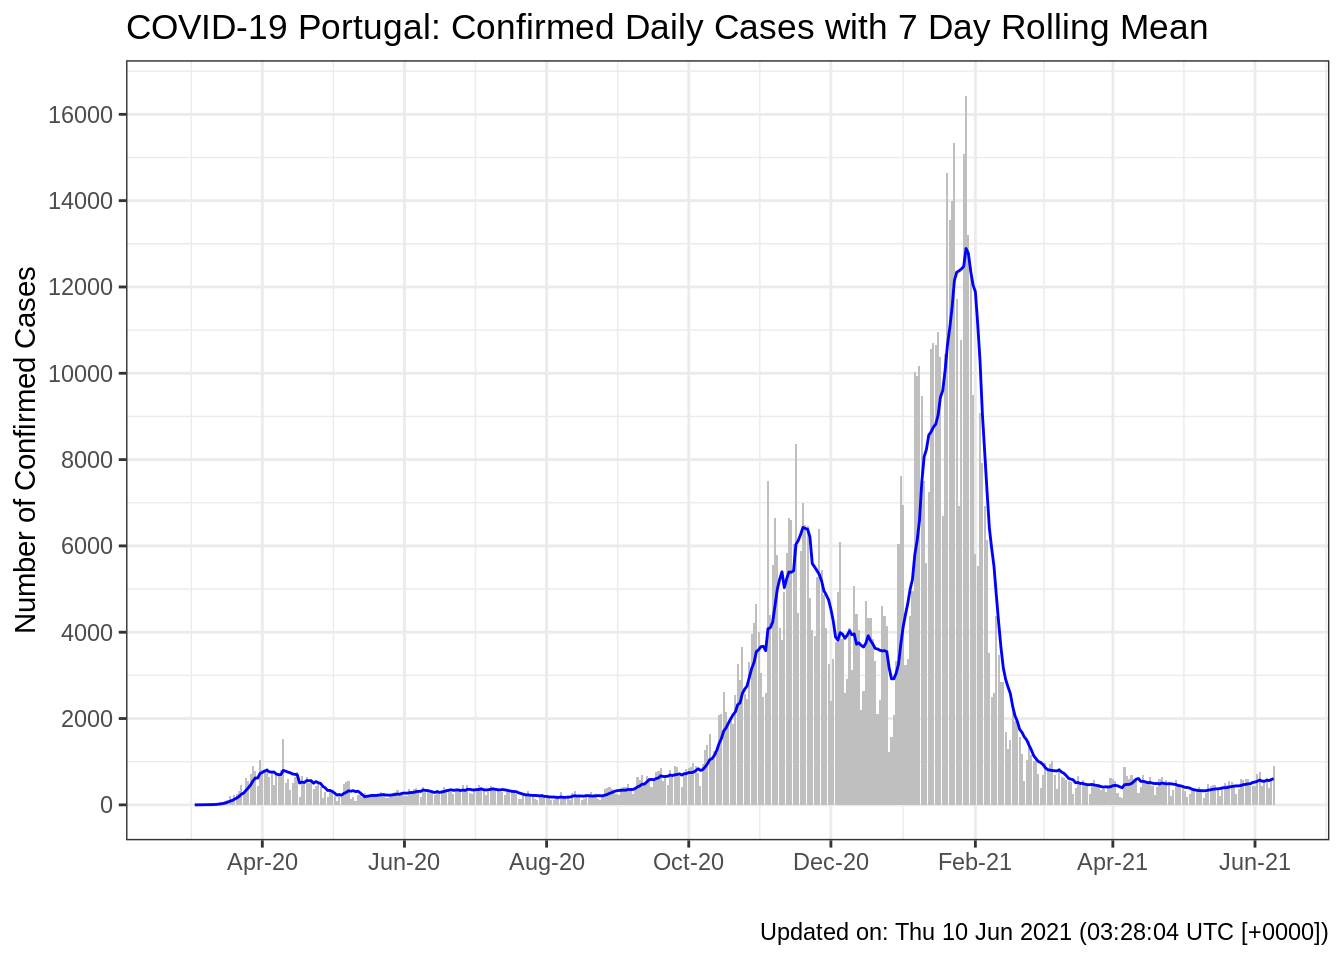 COVID-19 Portugal: Confirmed Daily Cases with 7 Day Rolling Mean
Number of Confirmed Cases
16000
14000
12000
10000
8000
6000
4000
2000
0
Apr-20 Jun-20 Aug-20 Oct-20 Dec-20 Feb-21 Apr-21 Jun-21
Updated on: Thu 10 Jun 2021 (03:28:04 UTC [+0000])